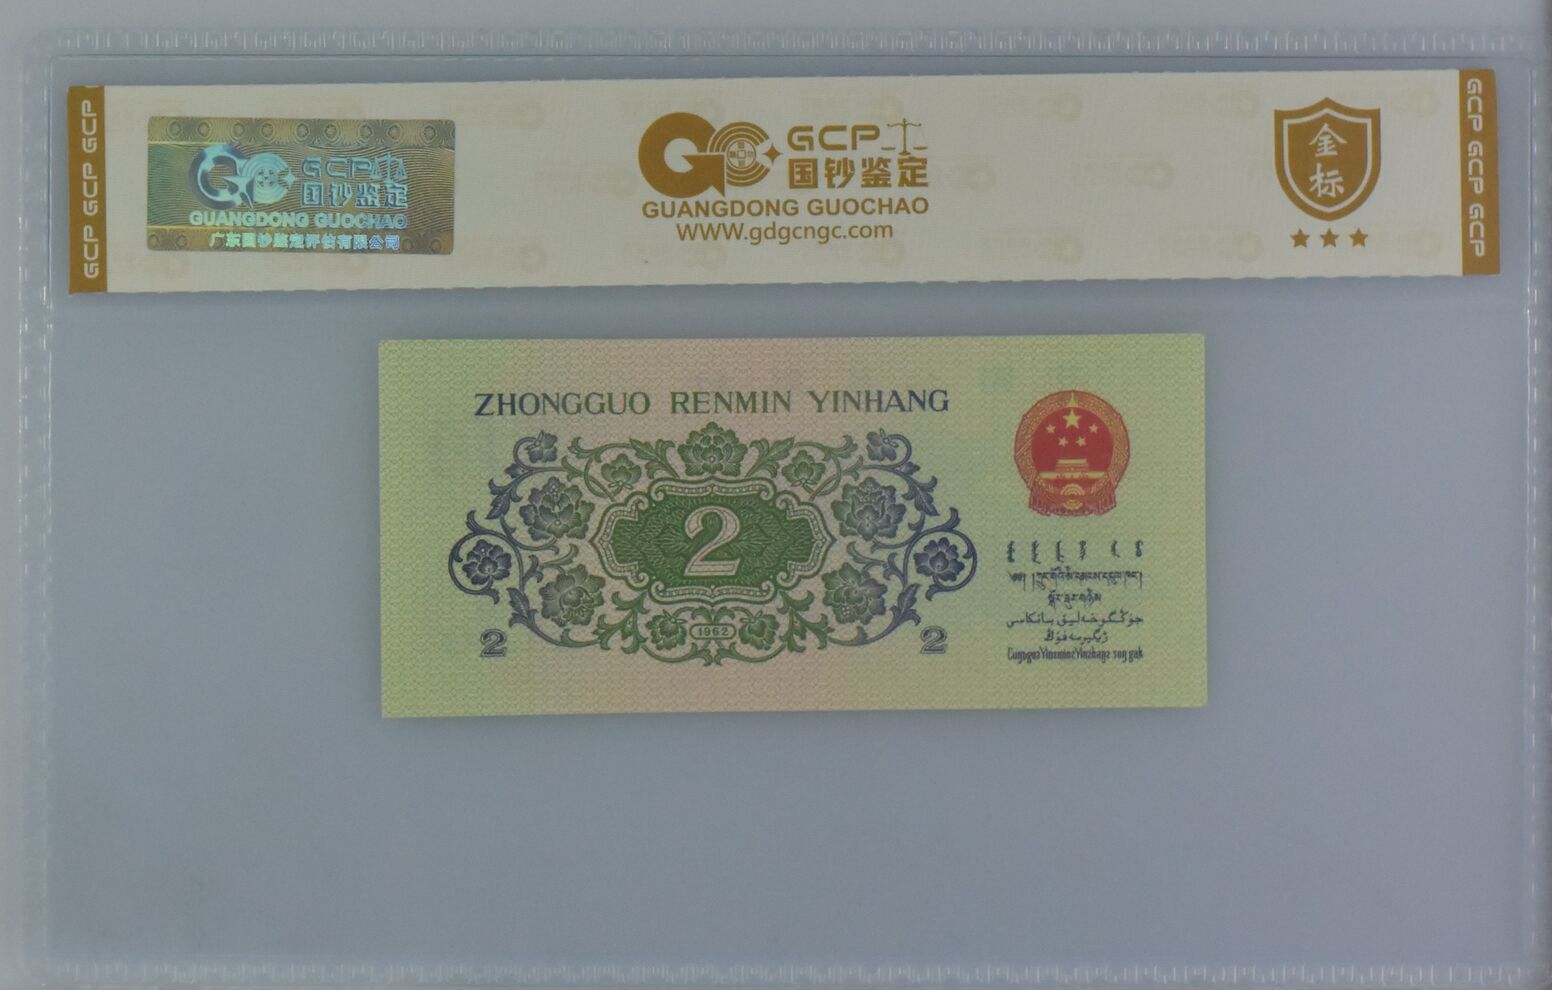 GCP GCP GCP
GCP
国钞鉴定
GUANGDONG GUOCHAO
广东国钞鉴定评估有限公司
GCP
国钞鉴定
GUANGDONG GUOCHAO
WWW.gdgcngc.com
金标
GCP GCP GCP
ZHONGGUO RENMIN YINHANG
2
1962
2
2